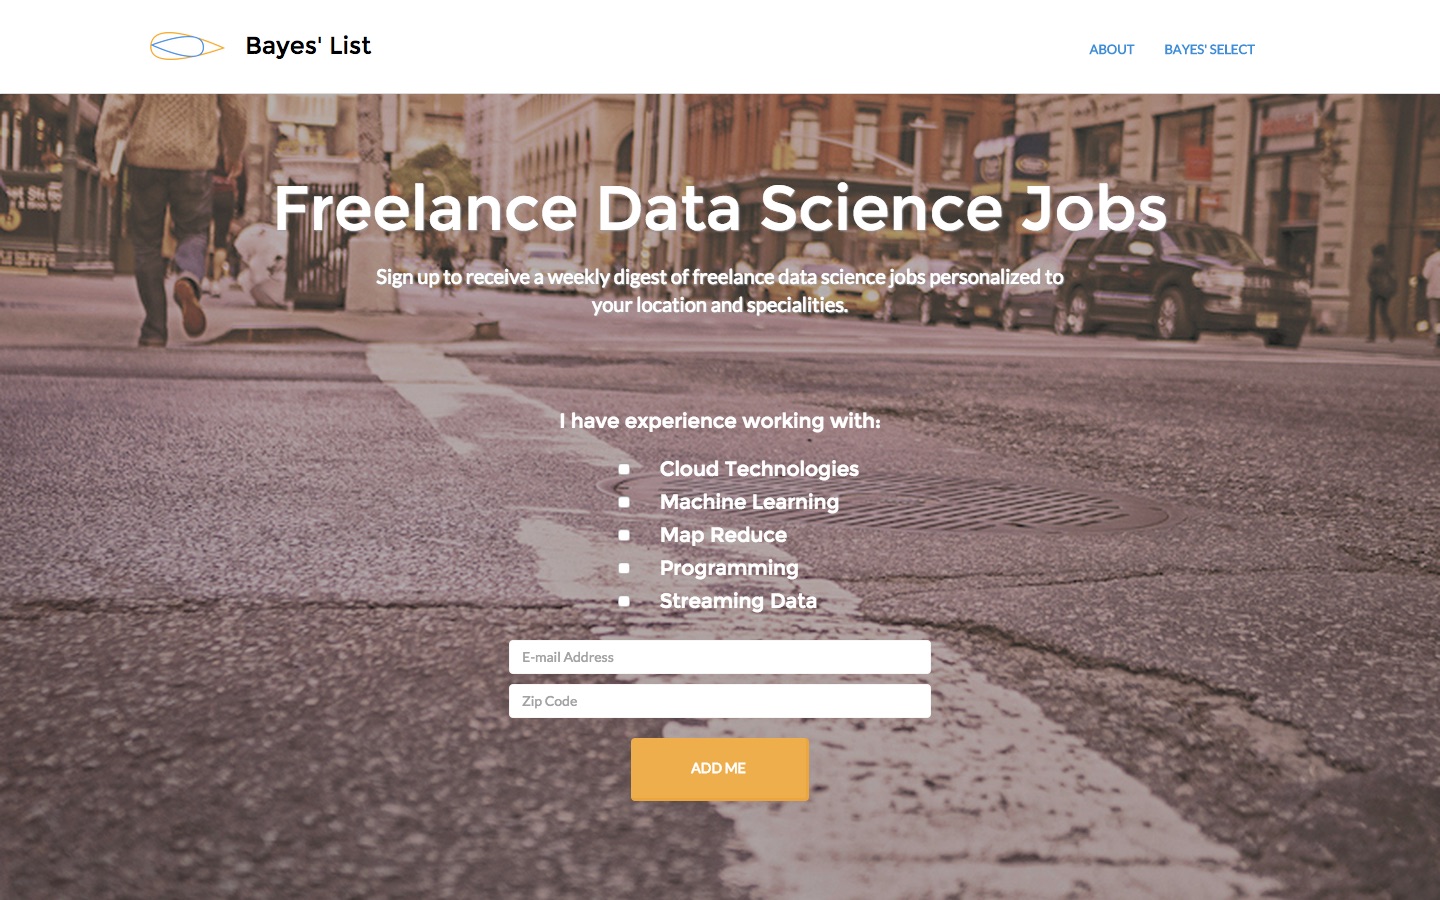 Bayes' List
ABOUT
BAYES' SELECT
Freelance Data Science Jobs
Sign up to receive a weekly digest of freelance data science jobs personalized to
your location and specialities.
I have experience working with:
Cloud Technologies
Machine Learning
Map Reduce
Programming
Streaming Data
E-mail Address
Zip Code
ADD ME